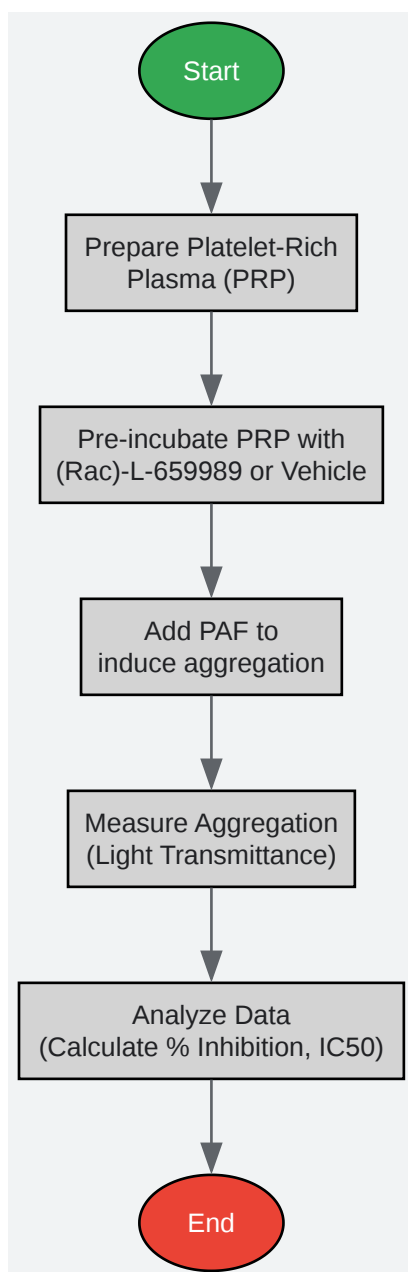 Start
Prepare Platelet-Rich
Plasma (PRP)
Pre-incubate PRP with
(Rac)-L-659989 or Vehicle
Add PAF to
induce aggregation
Measure Aggregation
(Light Transmittance)
Analyze Data
(Calculate % Inhibition, IC50)
End